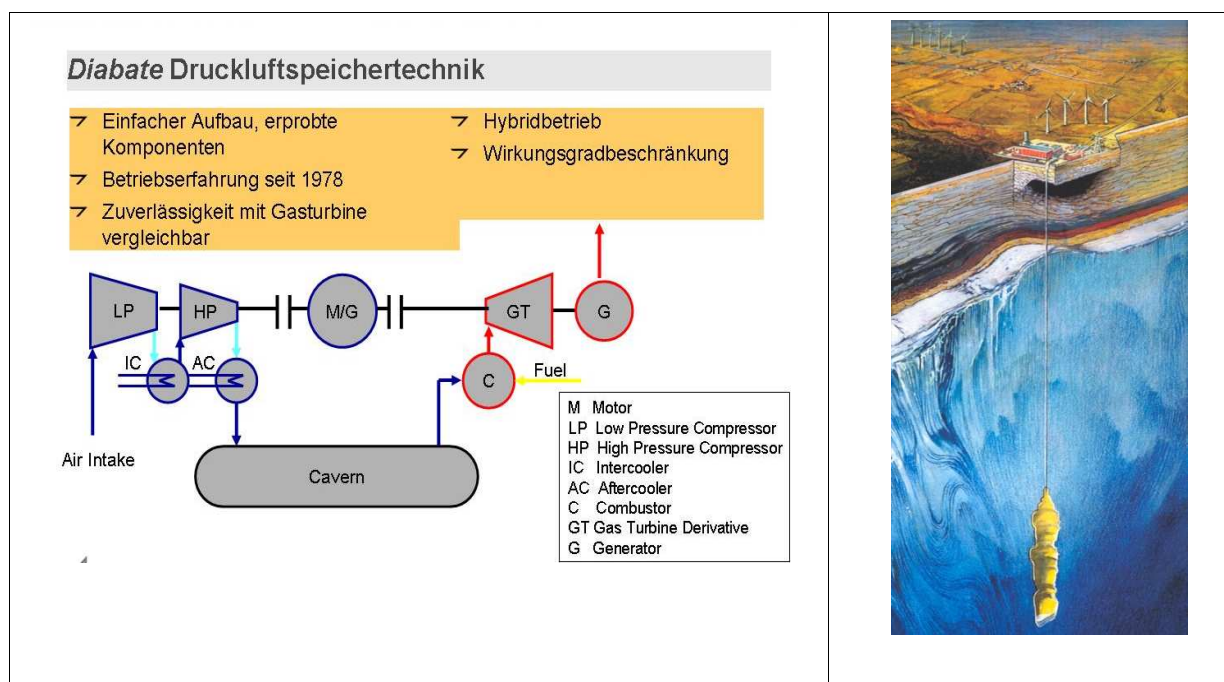 Diabate Druckluftspeichertechnik
Einfacher Aufbau, erprobte
Komponenten
Betriebserfahrung seit 1978
Zuverlässigkeit mit Gasturbine
vergleichbar
Hybridbetrieb
Wirkungsgradbeschränkung
LP
HP
M/G
GT
G
IC
AC
C
Fuel
Air Intake
Cavern
M Motor
LP Low Pressure Compressor
HP High Pressure Compressor
IC Intercooler
AC Aftercooler
C Combustor
GT Gas Turbine Derivative
G Generator